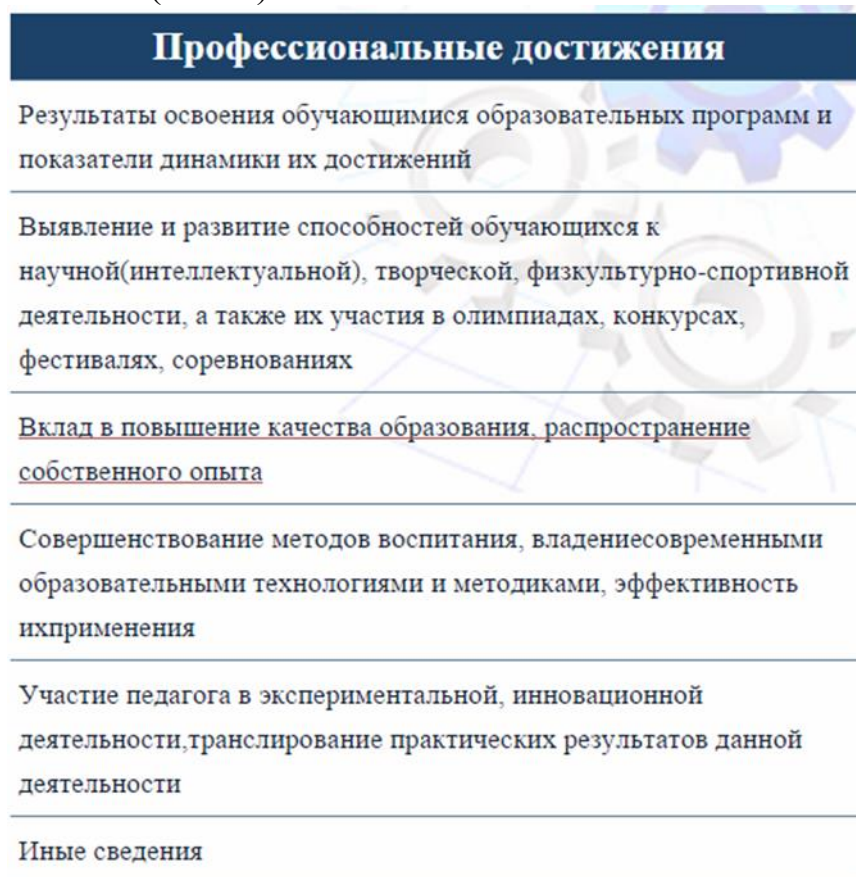 Профессиональные достижения
Результаты освоения обучающимися образовательных программ и
показатели динамики их достижений
Выявление и развитие способностей обучающихся к
научной(интеллектуальной), творческой, физкультурно-спортивной
деятельности, а также их участия в олимпиадах, конкурсах,
фестивалях, соревнованиях
Вклад в повышение качества образования, распространение
собственного опыта
Совершенствование методов воспитания, владениесовременными
образовательными технологиями и методиками, эффективность
ихприменения
Участие педагога в экспериментальной, инновационной
деятельности,транслирование практических результатов данной
деятельности
Иные сведения